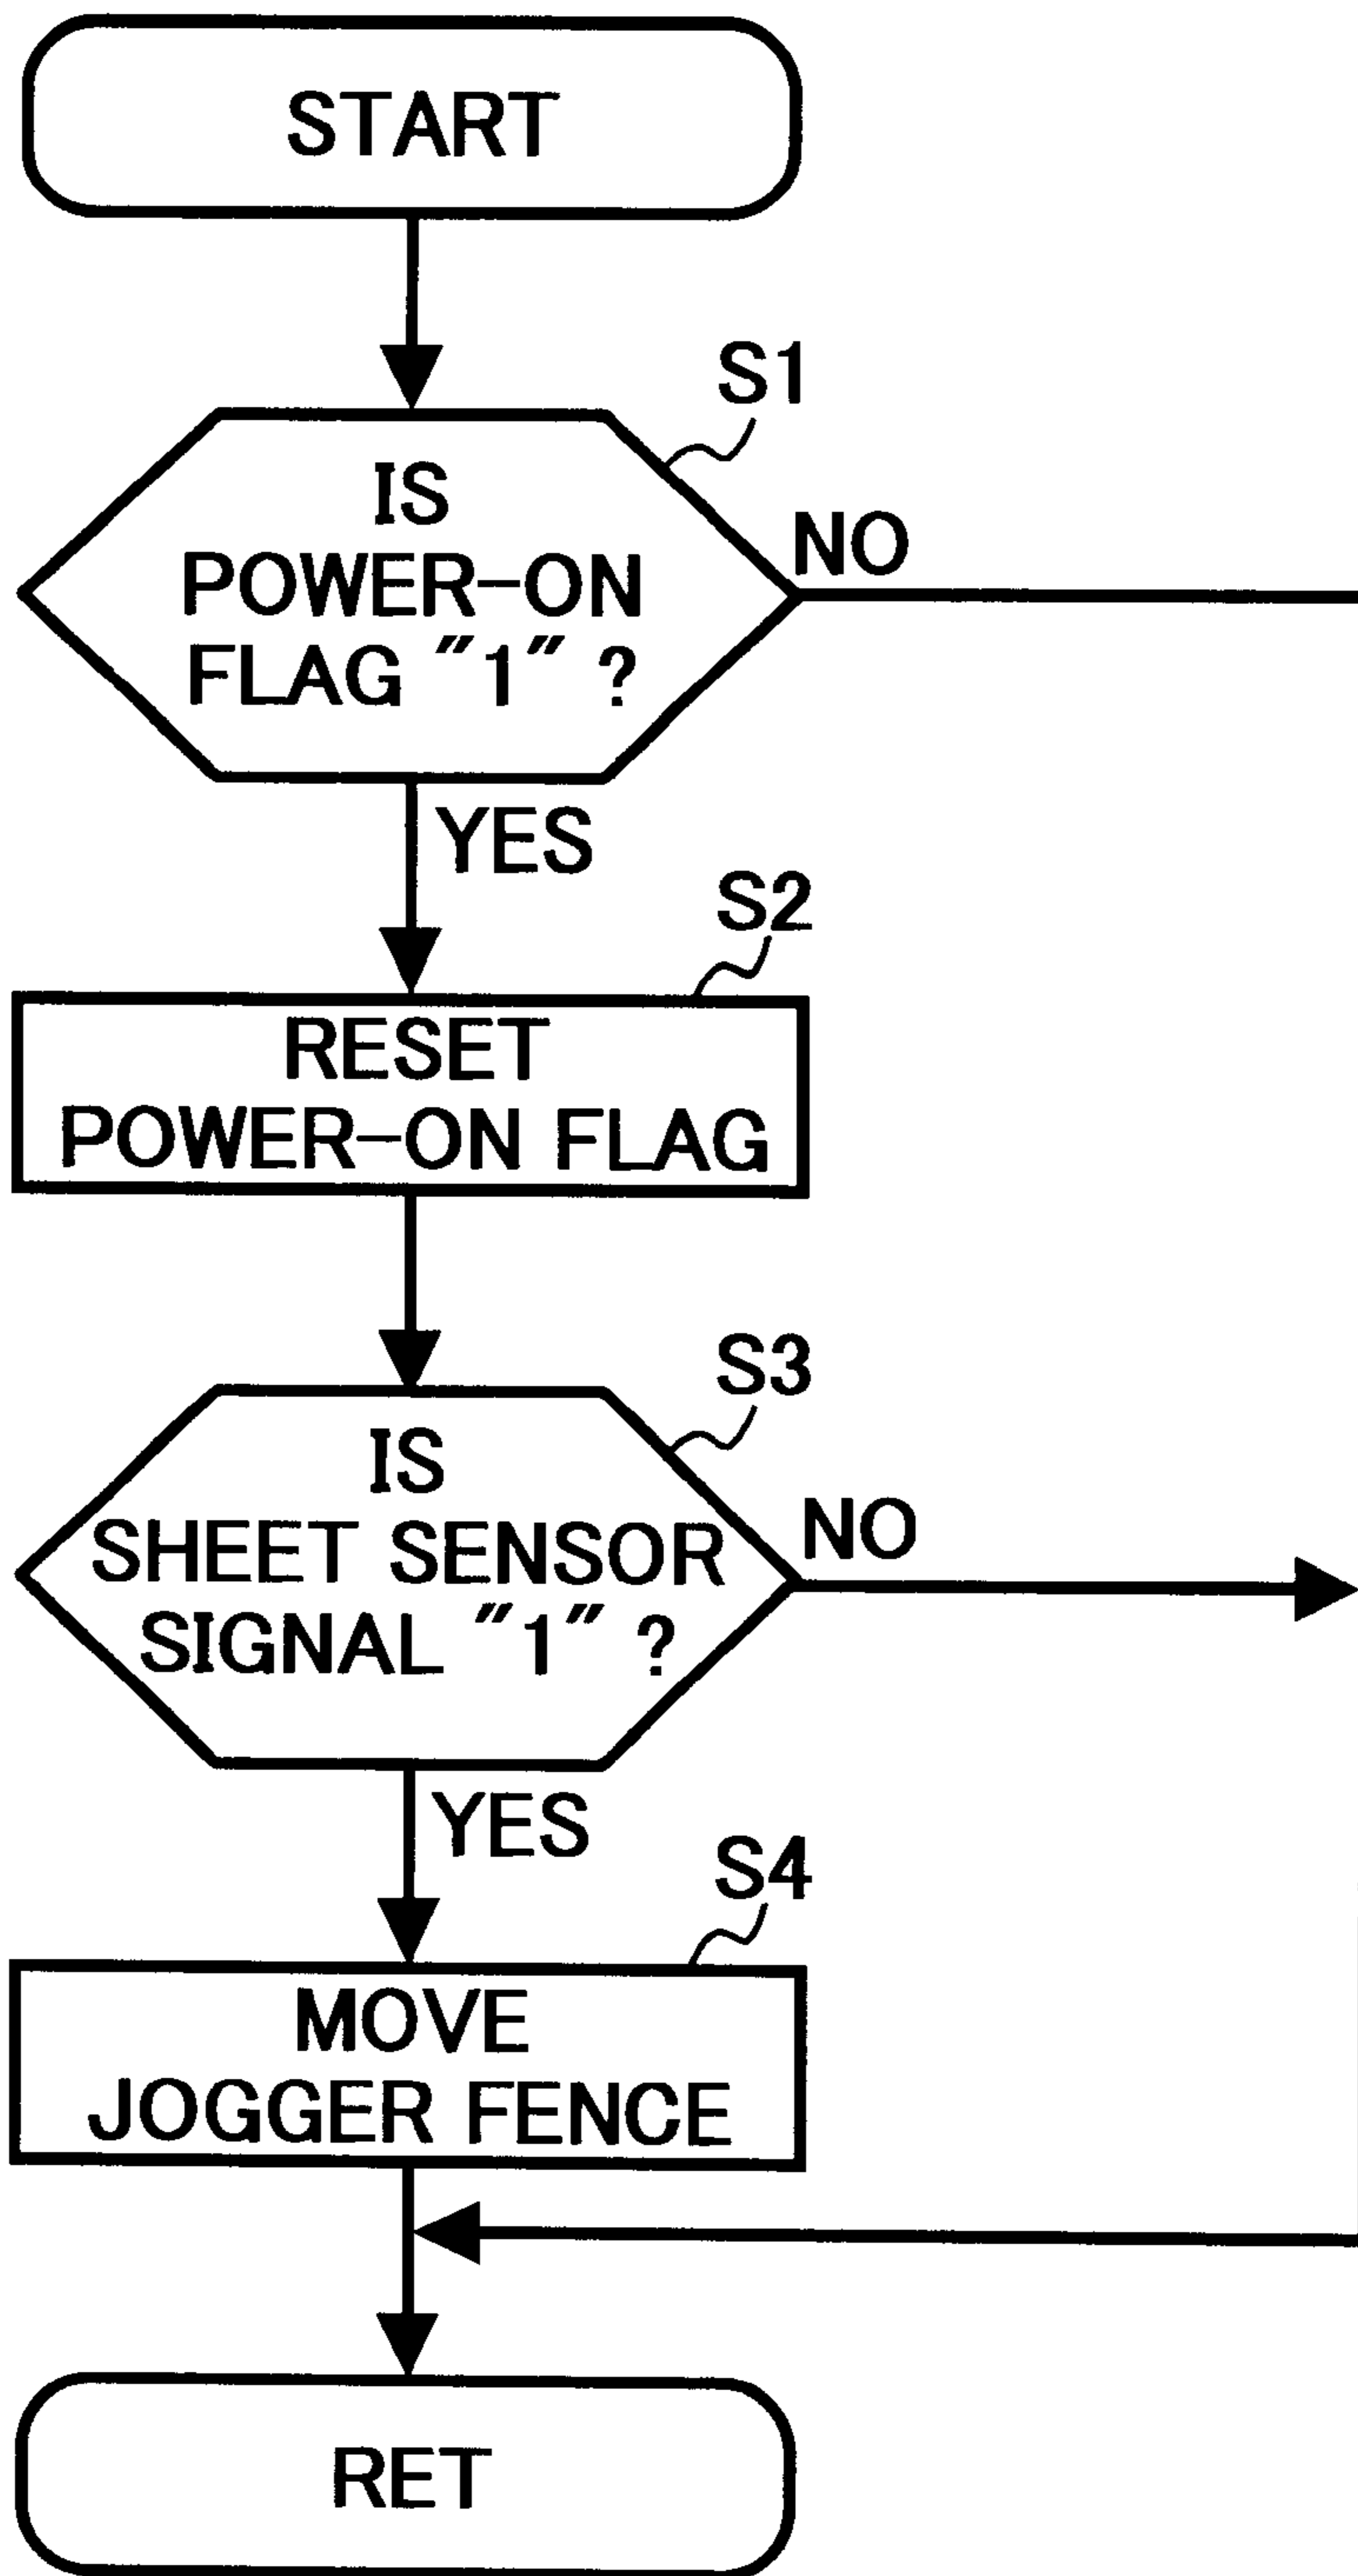 START
S1
IS
POWER-ON
FLAG "1" ?
NO
YES
S2
RESET
POWER-ON FLAG
S3
IS
SHEET SENSOR
SIGNAL "1" ?
NO
YES
S4
MOVE
JOGGER FENCE
RET